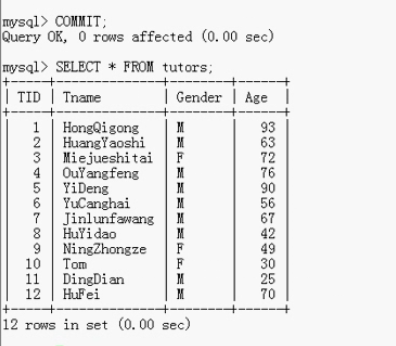 mysql> COMMIT;
Query OK, 0 rows affected (0.00 sec)
mysql> SELECT * FROM tutors;
+-----+---------------+--------+------+
| TID | Tname         | Gender | Age  |
+-----+---------------+--------+------+
|   1 | HongQigong    | M      |   93 |
|   2 | HuangYaoshi   | M      |   63 |
|   3 | Miejueshitai  | F      |   72 |
|   4 | OuYangfeng    | M      |   76 |
|   5 | YiDeng        | M      |   90 |
|   6 | YuCanghai     | M      |   56 |
|   7 | Jinlunfawang  | M      |   67 |
|   8 | HuYidao       | M      |   42 |
|   9 | NingZhongze   | F      |   49 |
|  10 | Tom           | F      |   30 |
|  11 | DingDian      | M      |   25 |
|  12 | HuFei         | M      |   70 |
+-----+---------------+--------+------+
12 rows in set (0.00 sec)